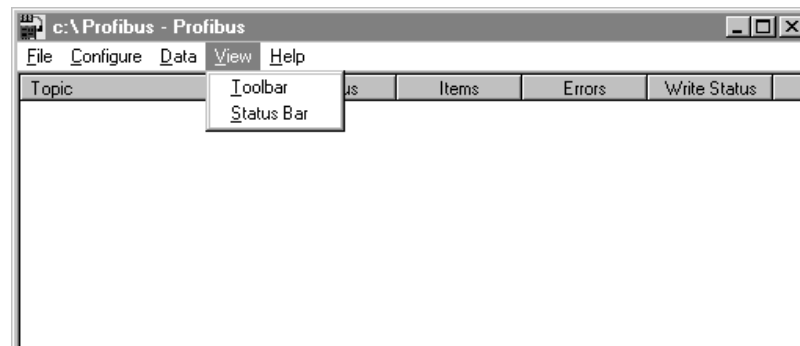 c:\Profibus - Profibus
File Configure Data View Help
Topic Items Errors Write Status
Toolbar
Status Bar